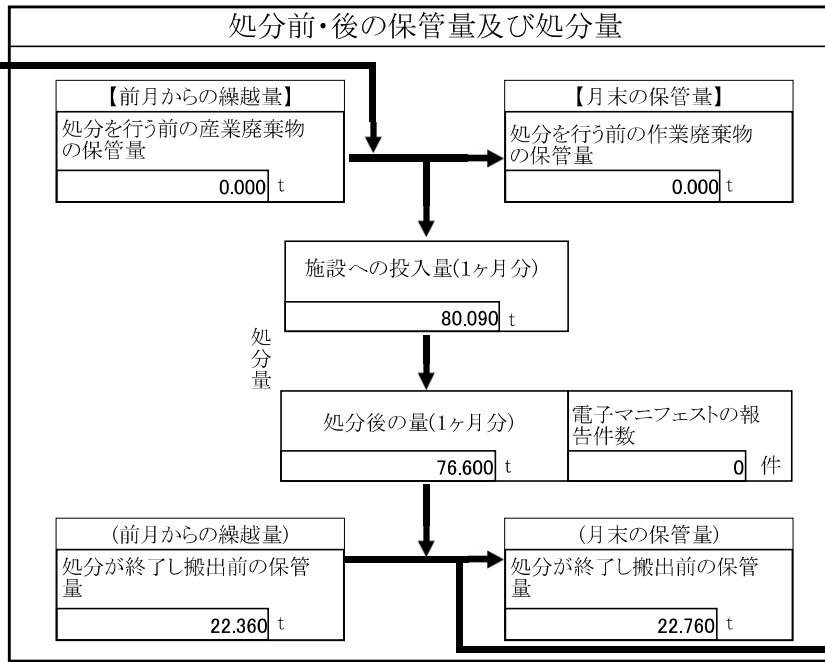 処分前・後の保管量及び処分量
【前月からの繰越量】
処分を行う前の産業廃棄物
の保管量
0.000 t
【月末の保管量】
処分を行う前の作業廃棄物
の保管量
0.000 t
施設への投入量(1ヶ月分)
80.090 t
処分量
処分後の量(1ヶ月分)
76.600 t
電子マニフェストの報
告件数
0 件
(前月からの繰越量)
処分が終了し搬出前の保管
量
22.360 t
(月末の保管量)
処分が終了し搬出前の保管
量
22.760 t